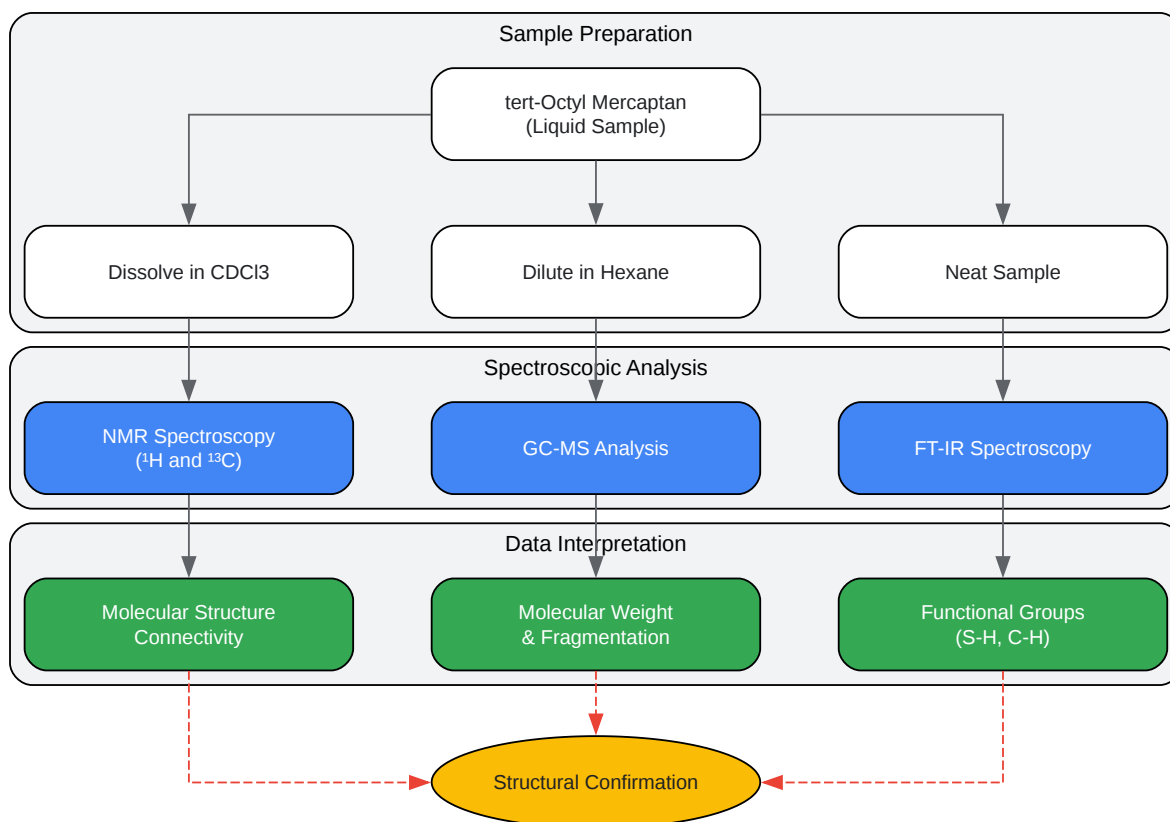 Sample Preparation
tert-Octyl Mercaptan
(Liquid Sample)
Dissolve in CDCl3
Dilute in Hexane
Neat Sample
Spectroscopic Analysis
NMR Spectroscopy
(¹H and ¹³C)
GC-MS Analysis
FT-IR Spectroscopy
Data Interpretation
Molecular Structure
Connectivity
Molecular Weight
& Fragmentation
Functional Groups
(S-H, C-H)
Structural Confirmation